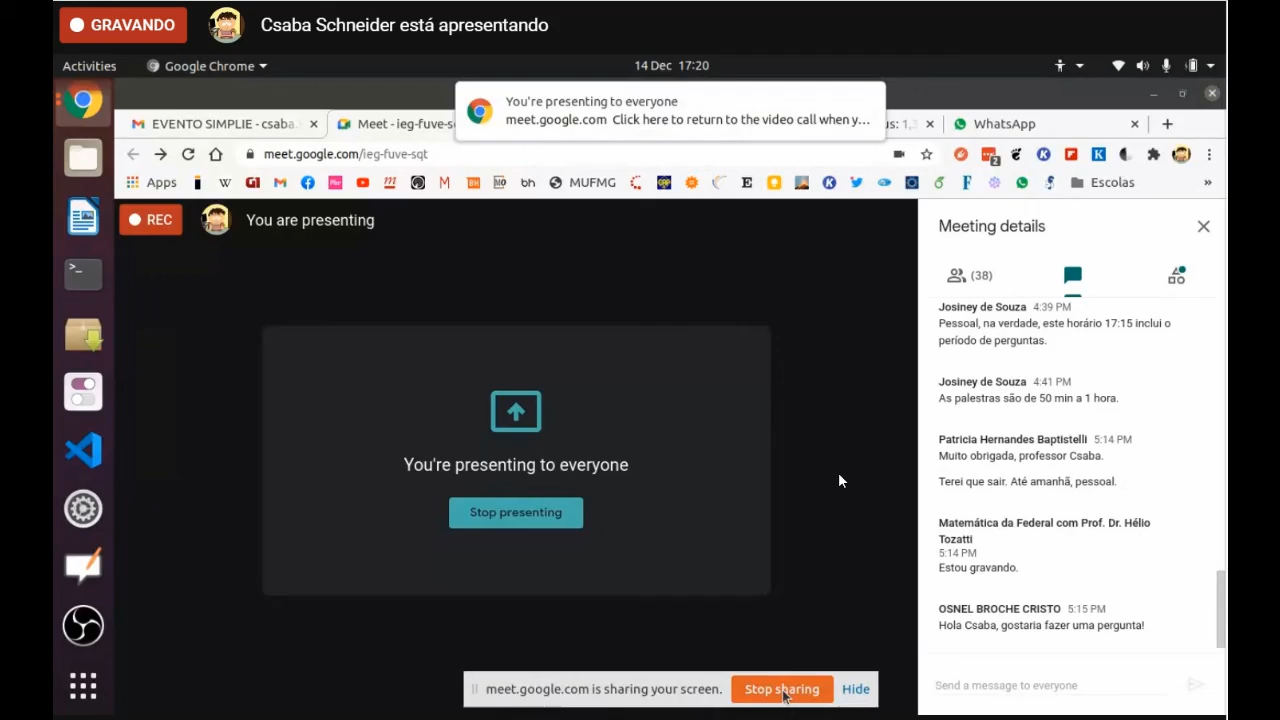 GRAVANDO
Csaba Schneider está apresentando
Activities
Google Chrome
14 Dec 17:20
You're presenting to everyone
meet.google.com Click here to return to the video call when y...
EVENTO SIMPLIE - csaba.
Meet - ieg-fuve-s
us: 1,
WhatsApp
meet.google.com/ieg-fuve-sqt
Apps
MUFMG
Escolas
REC
You are presenting
You're presenting to everyone
Stop presenting
Meeting details
(38)
Josiney de Souza 4:39 PM
Pessoal, na verdade, este horário 17:15 inclui o
período de perguntas.
Josiney de Souza 4:41 PM
As palestras são de 50 min a 1 hora.
Patricia Hernandes Baptistelli 5:14 PM
Muito obrigada, professor Csaba.
Terei que sair. Até amanhã, pessoal.
Matemática da Federal com Prof. Dr. Hélio
Tozatti
5:14 PM
Estou gravando.
OSNEL BROCHE CRISTO 5:15 PM
Hola Csaba, gostaria fazer uma pergunta!
Send a message to everyone
meet.google.com is sharing your screen.
Stop sharing
Hide